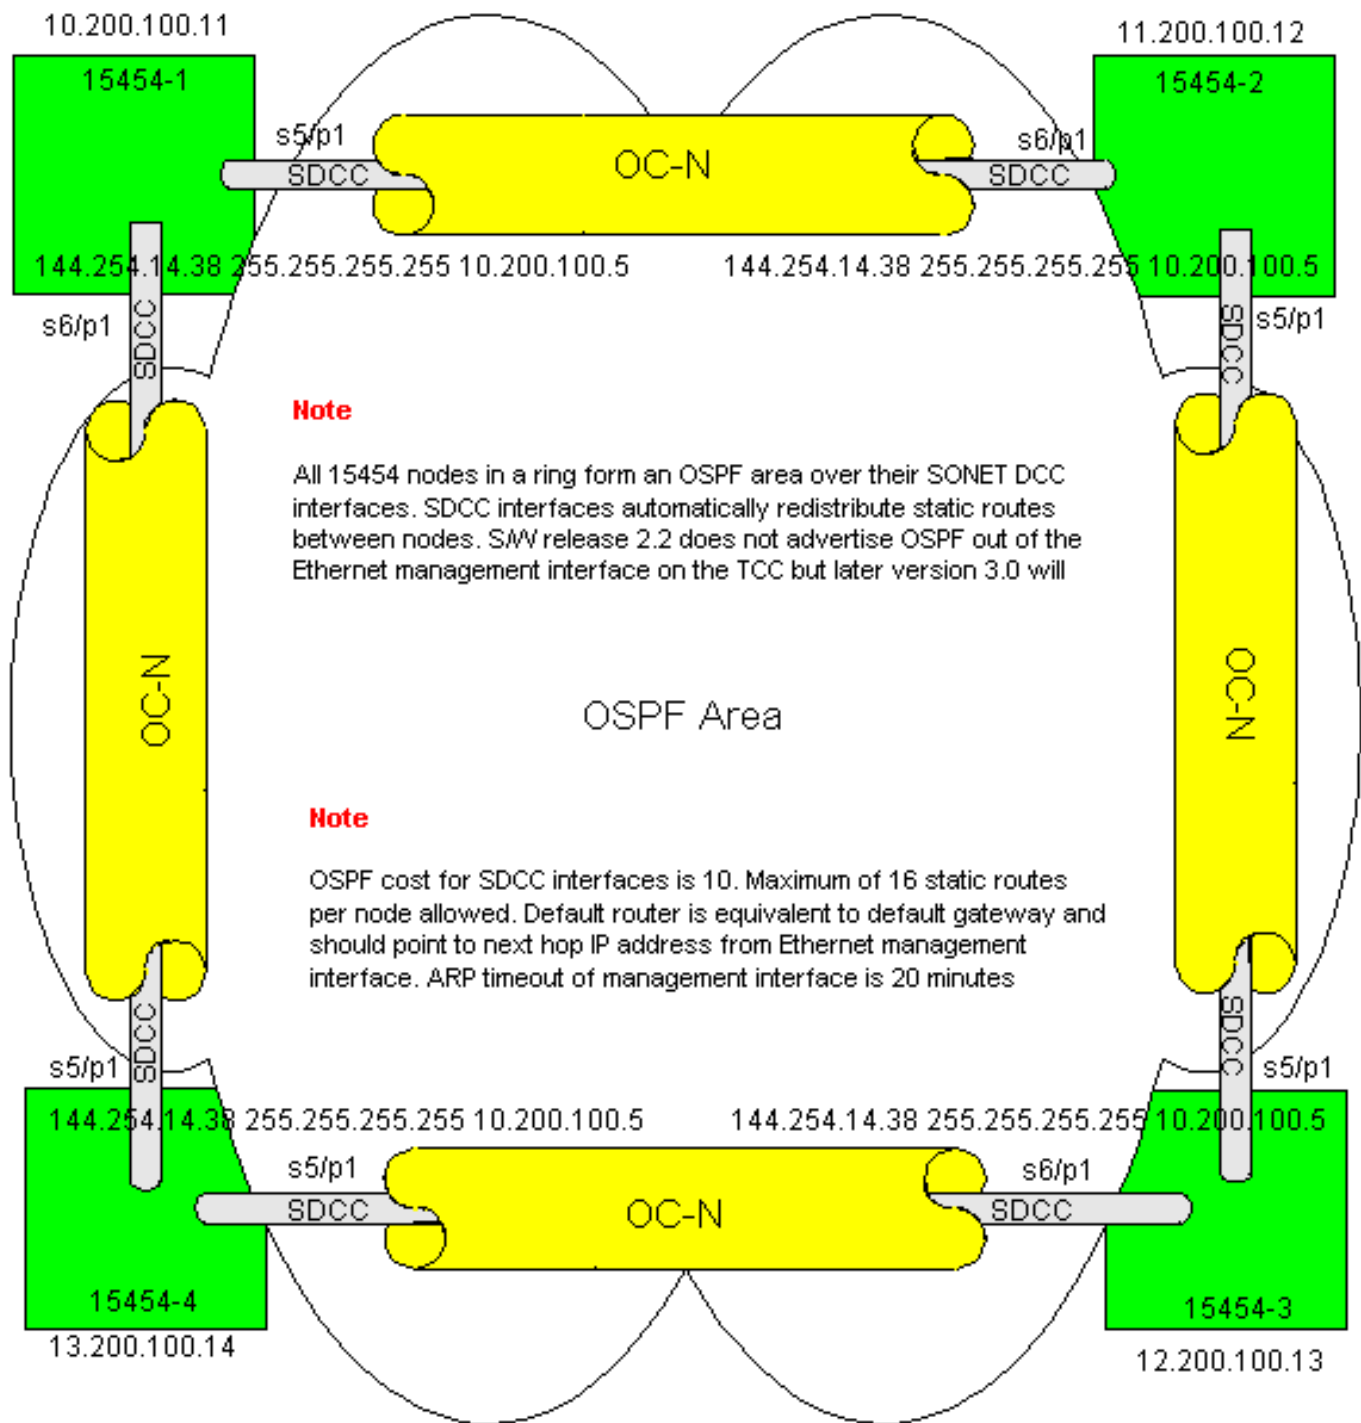 10.200.100.11
11.200.100.12
15454-1
15454-2
s5/p1
s6/p1
SDCC
OC-N
SDCC
144.254.14.38 255.255.255.255 10.200.100.5
144.254.14.38 255.255.255.255 10.200.100.5
s6/p1
SDCC
SDCC
s5/p1
Note
All 15454 nodes in a ring form an OSPF area over their SONET DCC
interfaces. SDCC interfaces automatically redistribute static routes
between nodes. S/W release 2.2 does not advertise OSPF out of the
Ethernet management interface on the TCC but later version 3.0 will
OC-N
OSPF Area
OC-N
Note
OSPF cost for SDCC interfaces is 10. Maximum of 16 static routes
per node allowed. Default router is equivalent to default gateway and
should point to next hop IP address from Ethernet management
interface. ARP timeout of management interface is 20 minutes
s5/p1
SDCC
SDCC
s5/p1
144.254.14.38 255.255.255.255 10.200.100.5
144.254.14.38 255.255.255.255 10.200.100.5
s5/p1
s6/p1
SDCC
OC-N
SDCC
15454-4
15454-3
13.200.100.14
12.200.100.13